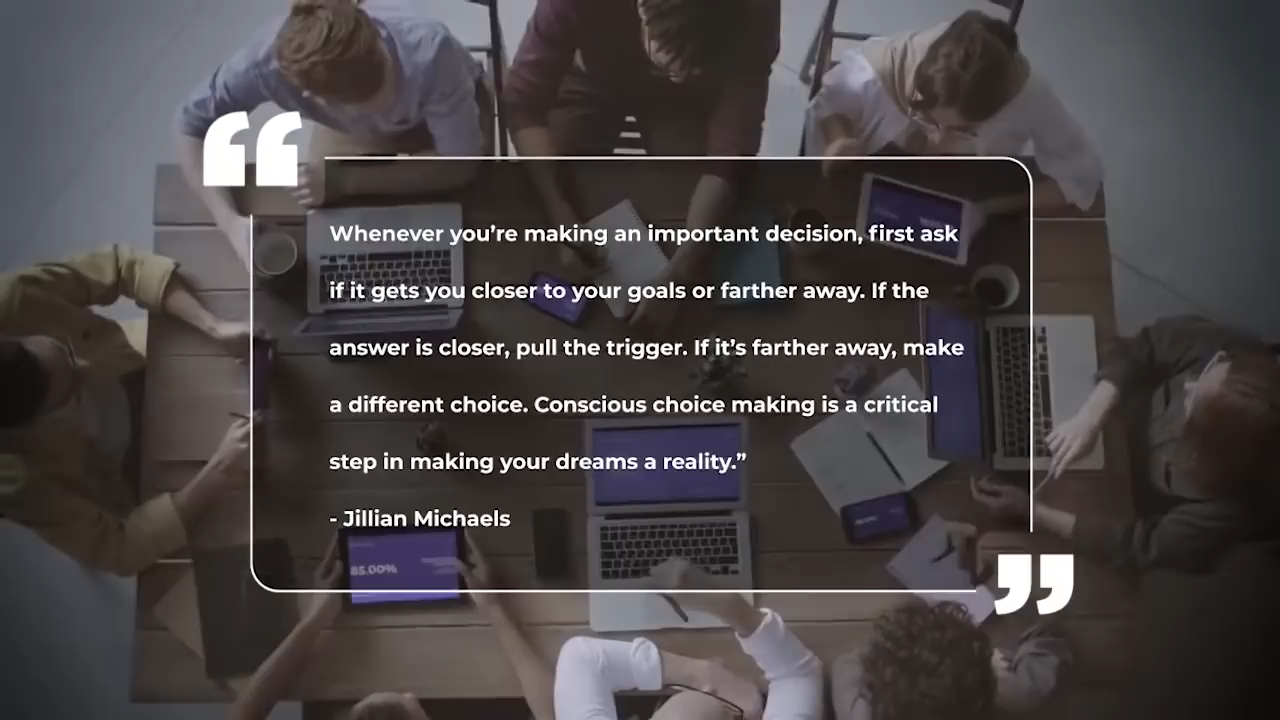 “
Whenever you’re making an important decision, first ask
if it gets you closer to your goals or farther away. If the
answer is closer, pull the trigger. If it’s farther away, make
a different choice. Conscious choice making is a critical
step in making your dreams a reality.”
- Jillian Michaels
85.00%
”